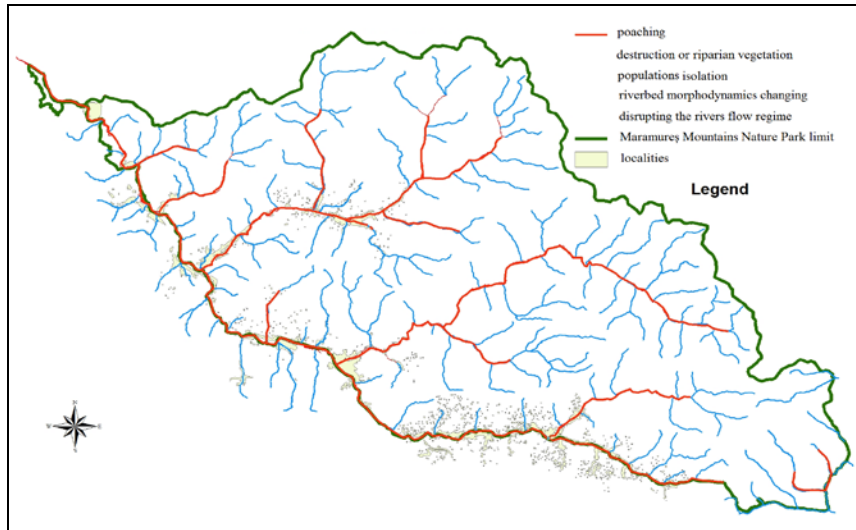 poaching
destruction or riparian vegetation
populations isolation
riverbed morphodynamics changing
disrupting the rivers flow regime
Maramureș Mountains Nature Park limit
localities
Legend
N
W
E
S